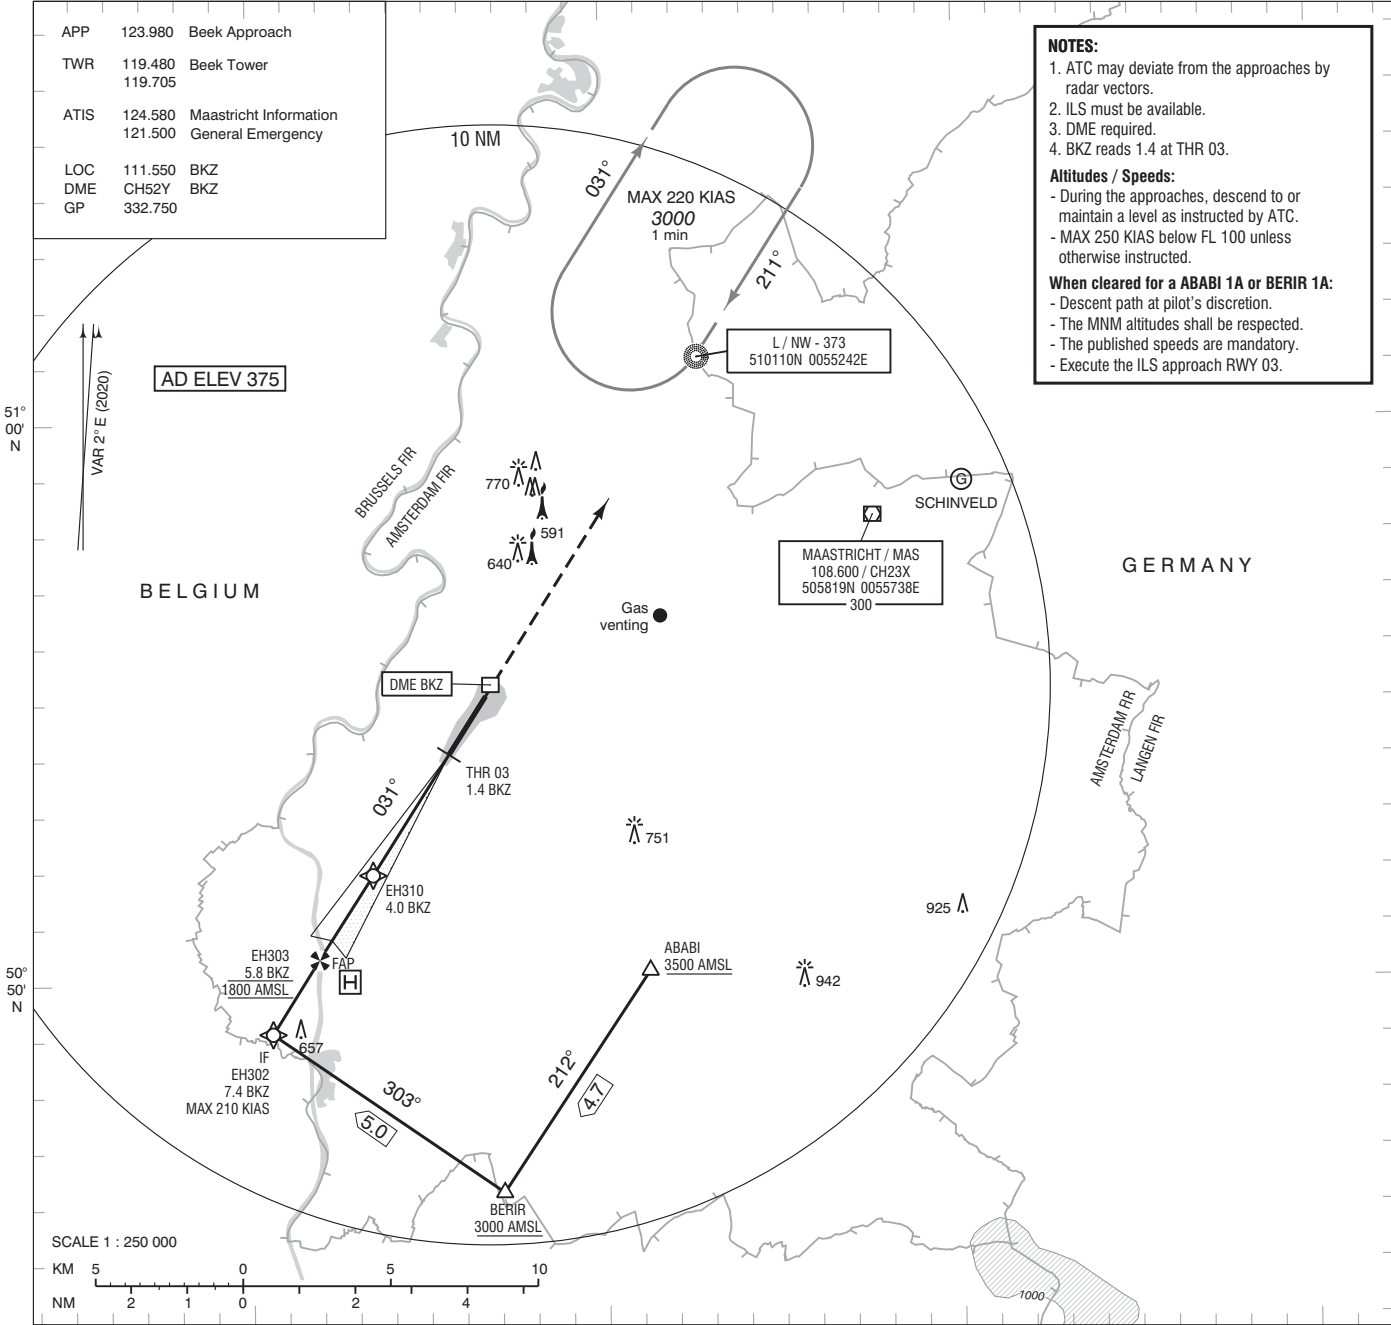 APP 123.980 Beek Approach
TWR 119.480 Beek Tower
119.705
ATIS 124.580 Maastricht Information
121.500 General Emergency
LOC 111.550 BKZ
DME CH52Y BKZ
GP 332.750
NOTES:
1. ATC may deviate from the approaches by
radar vectors.
2. ILS must be available.
3. DME required.
4. BKZ reads 1.4 at THR 03.
Altitudes / Speeds:
- During the approaches, descend to or
maintain a level as instructed by ATC.
- MAX 250 KIAS below FL 100 unless
otherwise instructed.
When cleared for a ABABI 1A or BERIR 1A:
- Descent path at pilot's discretion.
- The MNM altitudes shall be respected.
- The published speeds are mandatory.
- Execute the ILS approach RWY 03.
10 NM
031°
MAX 220 KIAS
3000
1 min
211°
L / NW - 373
510110N 0055242E
AD ELEV 375
VAR 2° E (2020)
51°
00'
N
BRUSSELS FIR
AMSTERDAM FIR
770
591
640
G
SCHINVELD
MAASTRICHT / MAS
108.600 / CH23X
505819N 0055738E
300
GERMANY
BELGIUM
Gas
venting
DME BKZ
AMSTERDAM FIR
LANGEN FIR
THR 03
1.4 BKZ
031°
751
EH310
4.0 BKZ
925
EH303
5.8 BKZ
1800 AMSL
FAP
H
ABABI
3500 AMSL
942
50°
50'
N
657
IF
EH302
7.4 BKZ
MAX 210 KIAS
303°
5.0
212°
4.7
BERIR
3000 AMSL
SCALE 1 : 250 000
KM 5 0 5 10
NM 2 1 0 2 4
1000